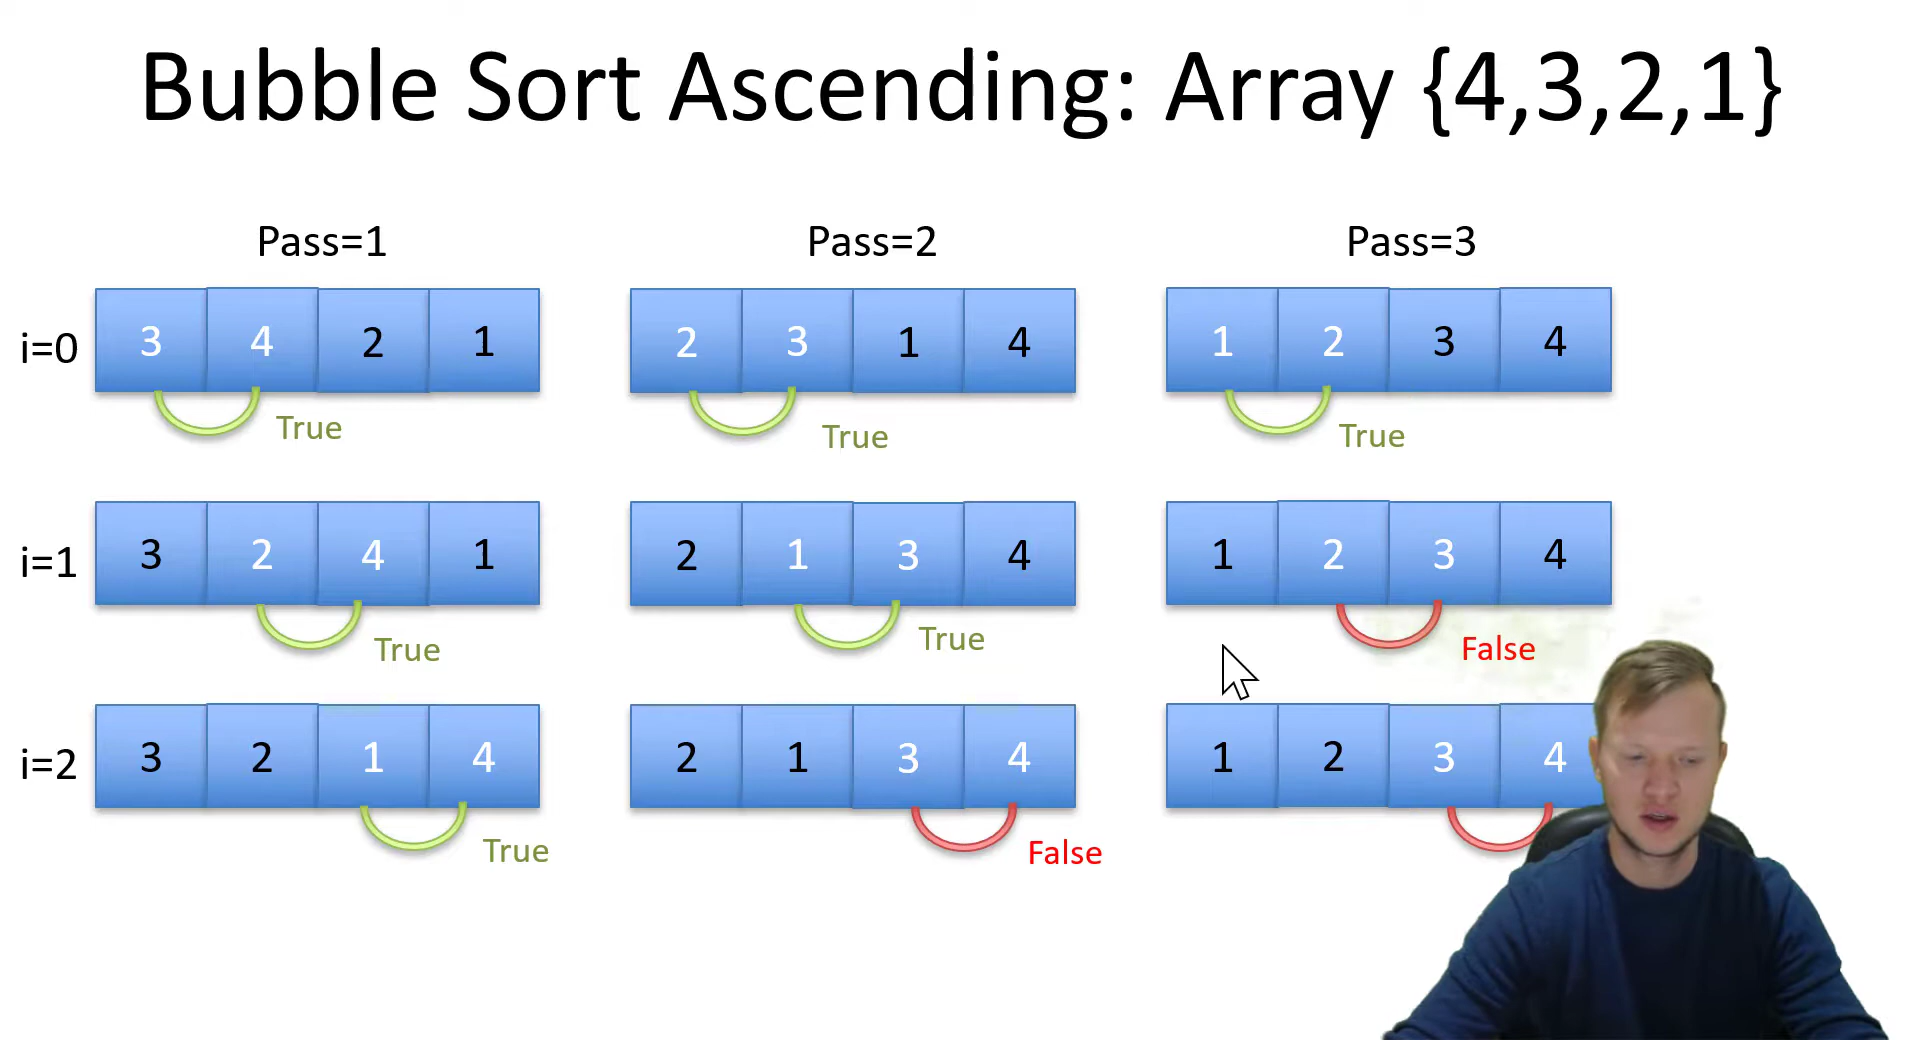 Bubble Sort Ascending: Array {4,3,2,1}
Pass=1 Pass=2 Pass=3
i=0 3 4 2 1 2 3 1 4 1 2 3 4
True True True
i=1 3 2 4 1 2 1 3 4 1 2 3 4
True True False
i=2 3 2 1 4 2 1 3 4 1 2 3 4
True False